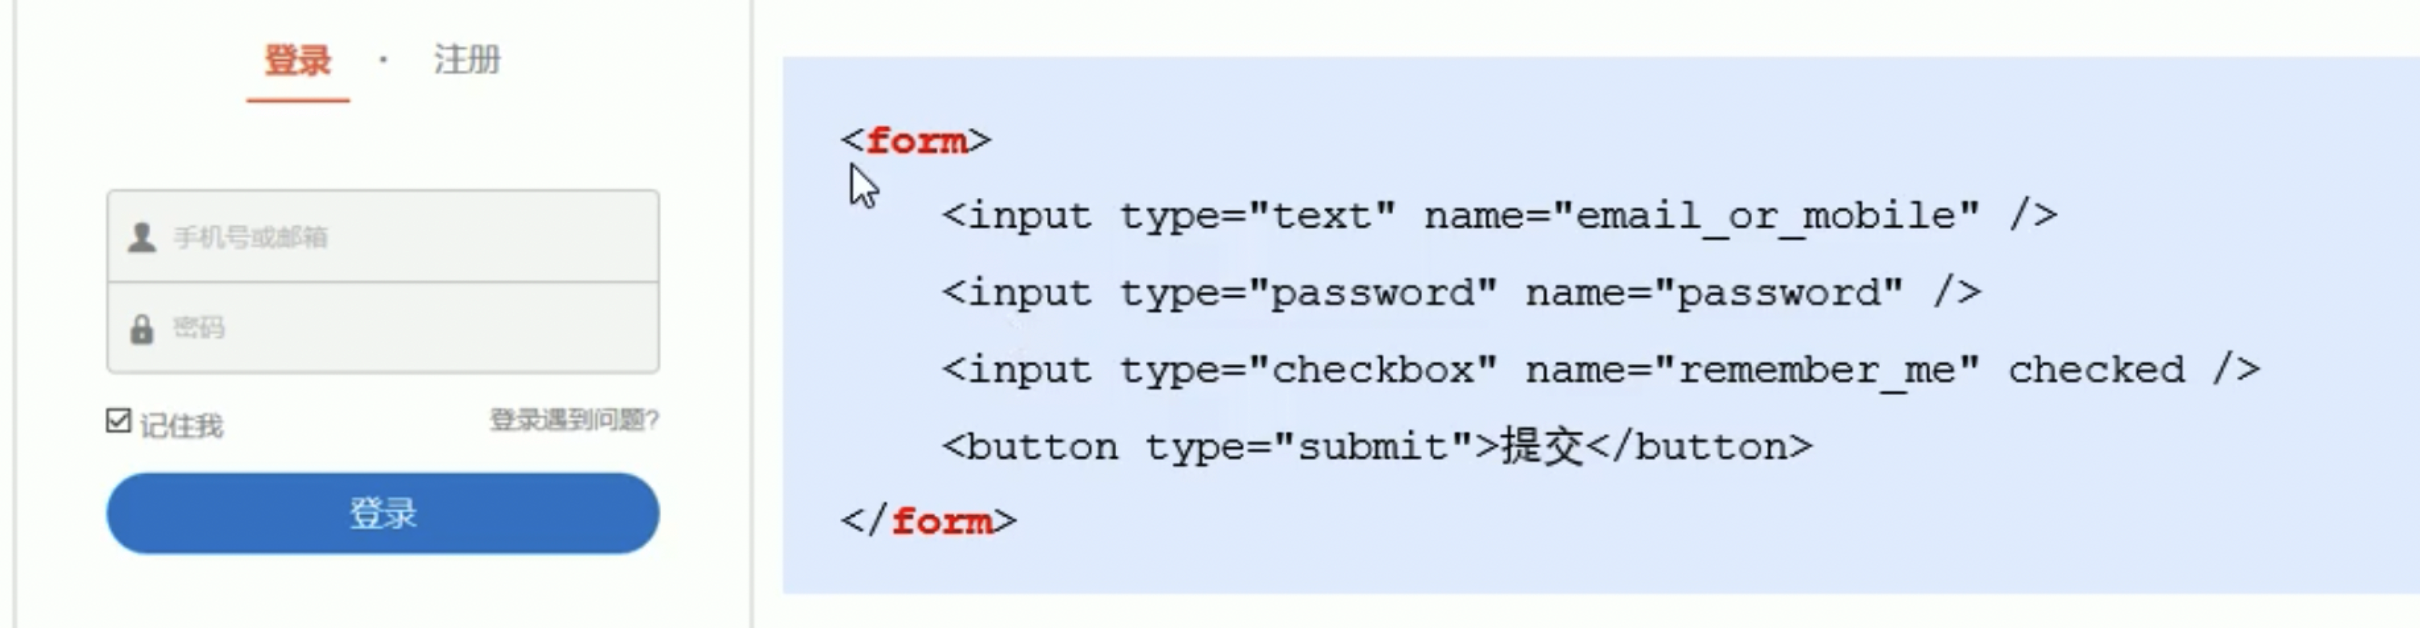 登录 · 注册
手机号或邮箱
密码
记住我
登录遇到问题?
登录
<form>
<input type="text" name="email_or_mobile" />
<input type="password" name="password" />
<input type="checkbox" name="remember_me" checked />
<button type="submit">提交</button>
</form>